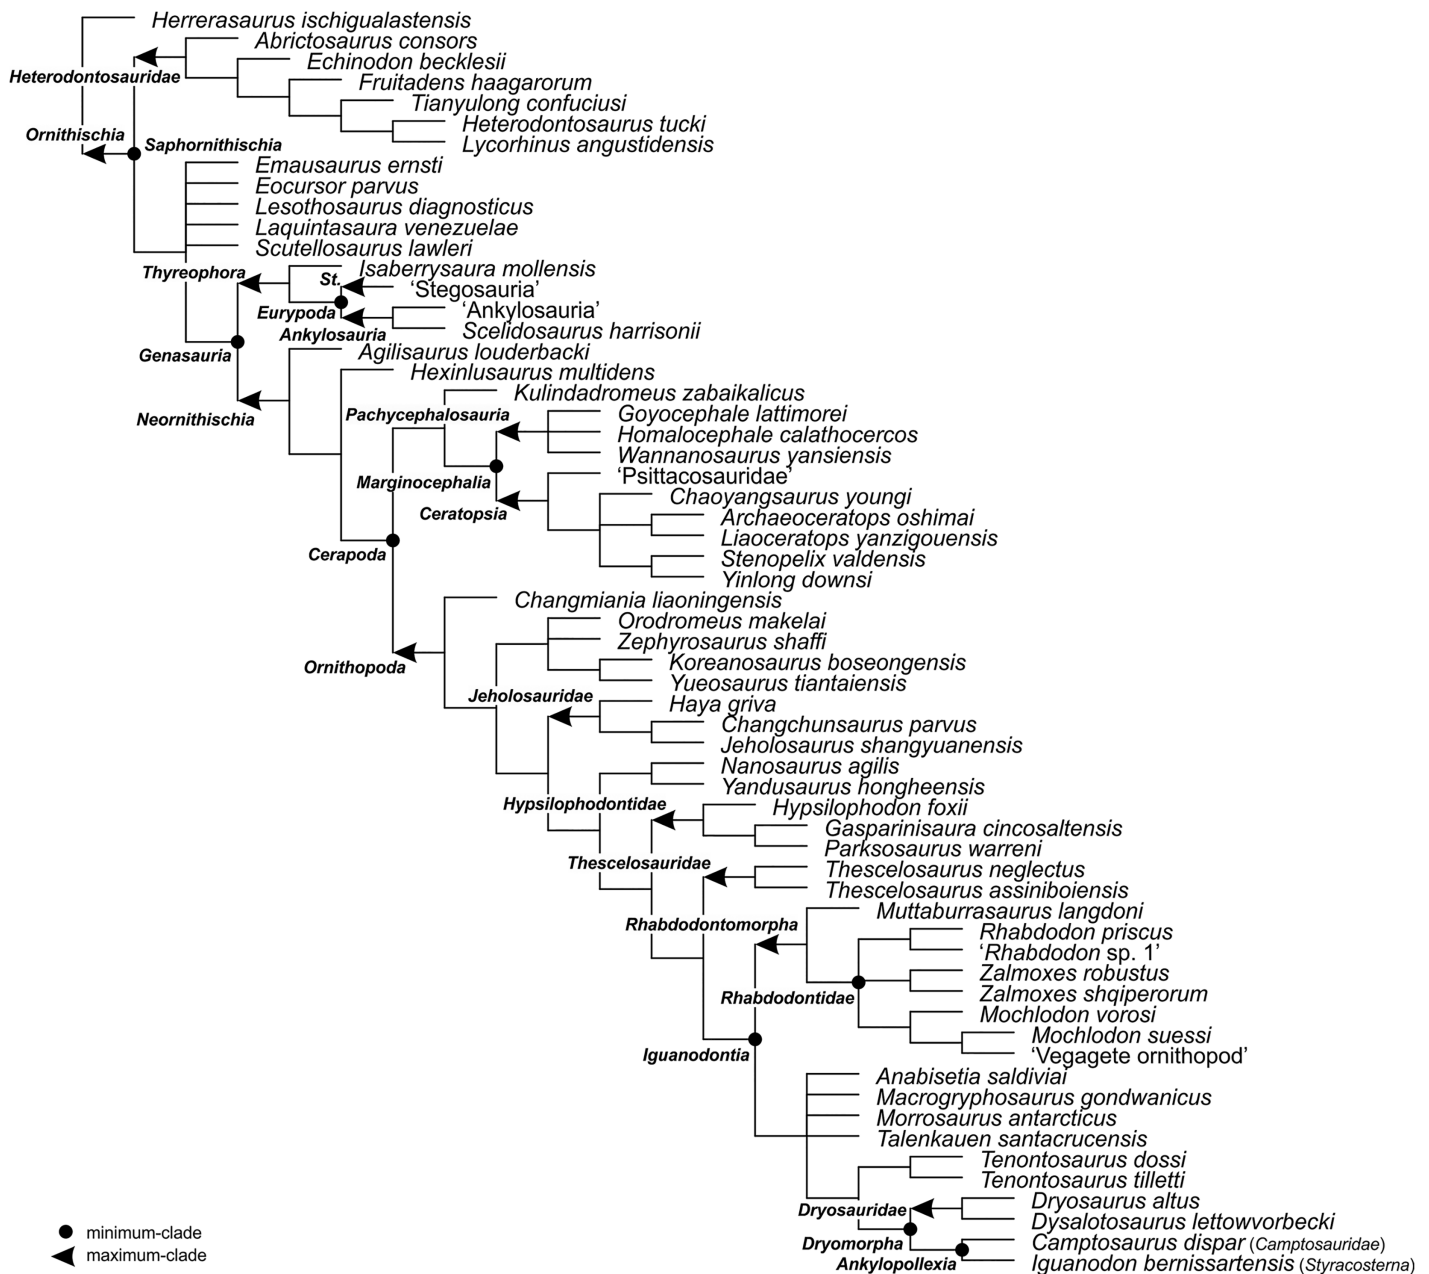 Herrerasaurus ischigualastensis
Abrictosaurus consors
Echinodon becklesii
Heterodontosauridae
Fruitadens haagarorum
Tianyulong confuciusi
Heterodontosaurus tucki
Ornithischia
Saphornithischia
Lycorhinus angustidensis
Emausaurus ernsti
Eocursor parvus
Lesothosaurus diagnosticus
Laquintasaura venezuelae
Scutellosaurus lawleri
Thyreophora
Isaberrysaura mollensis
St.
‘Stegosauria’
Eurypoda
‘Ankylosauria’
Ankylosauria
Scelidosaurus harrisonii
Genasauria
Agilisaurus louderbacki
Hexinlusaurus multidens
Kulindadromeus zabaikalicus
Neornithischia
Pachycephalosauria
Goyocephale lattimorei
Homalocephale calathocercos
Wannanosaurus yansiensis
Marginocephalia
‘Psittacosauridae’
Chaoyangsaurus youngi
Ceratopsia
Archaeoceratops oshimai
Liaoceratops yanzigouensis
Cerapoda
Stenopelix valdensis
Yinlong downsi
Changmiania liaoningensis
Orodromeus makelai
Zephyrosaurus shaffi
Ornithopoda
Koreanosaurus boseongensis
Yueosaurus tiantaiensis
Jeholosauridae
Haya griva
Changchunsaurus parvus
Jeholosaurus shangyuanensis
Nanosaurus agilis
Yandusaurus hongheensis
Hypsilophodontidae
Hypsilophodon foxii
Gasparinisaura cincosaltensis
Parksosaurus warreni
Thescelosauridae
Thescelosaurus neglectus
Thescelosaurus assiniboiensis
Muttaburrasaurus langdoni
Rhabdodontomorpha
Rhabdodon priscus
‘Rhabdodon sp. 1’
Zalmoxes robustus
Rhabdodontidae
Zalmoxes shqiperorum
Mochlodon vorosi
Mochlodon suessi
Iguanodontia
‘Vegagete ornithopod’
Anabisetia saldiviai
Macrogryphosaurus gondwanicus
Morrosaurus antarcticus
Talenkauen santacrucensis
Tenontosaurus dossi
Tenontosaurus tilletti
Dryosauridae
Dryosaurus altus
Dysalotosaurus lettowvorbecki
Dryomorpha
Camptosaurus dispar (Camptosauridae)
Ankylopollexia
Iguanodon bernissartensis (Styracosterna)
minimum-clade
maximum-clade